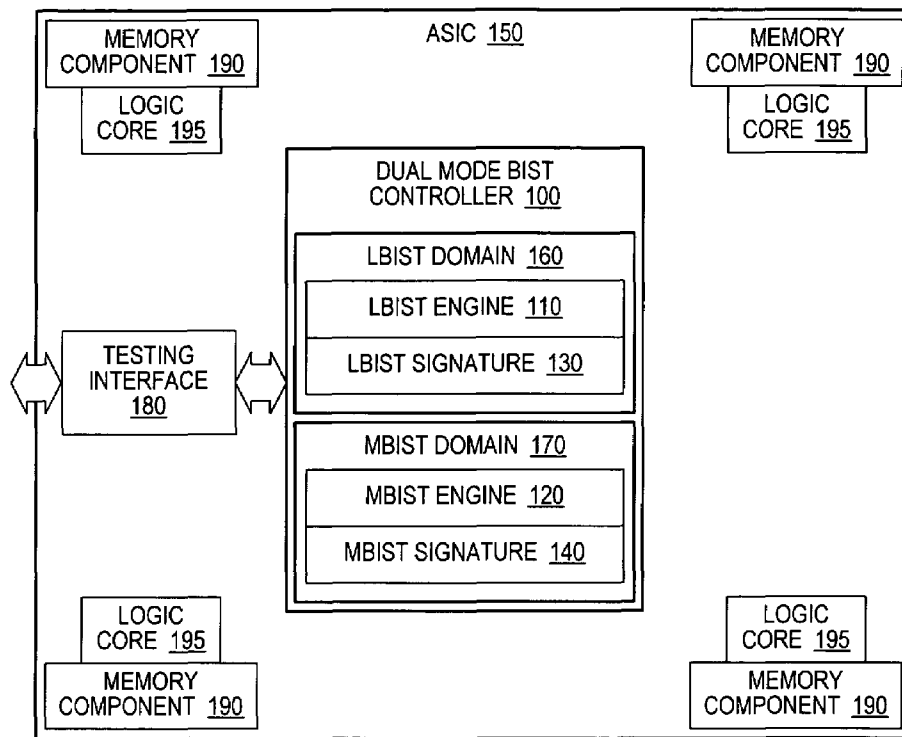 ASIC 150
MEMORY
COMPONENT 190
LOGIC
CORE 195
MEMORY
COMPONENT 190
LOGIC
CORE 195
DUAL MODE BIST
CONTROLLER 100
LBIST DOMAIN 160
LBIST ENGINE 110
LBIST SIGNATURE 130
TESTING
INTERFACE
180
MBIST DOMAIN 170
MBIST ENGINE 120
MBIST SIGNATURE 140
LOGIC
CORE 195
MEMORY
COMPONENT 190
LOGIC
CORE 195
MEMORY
COMPONENT 190